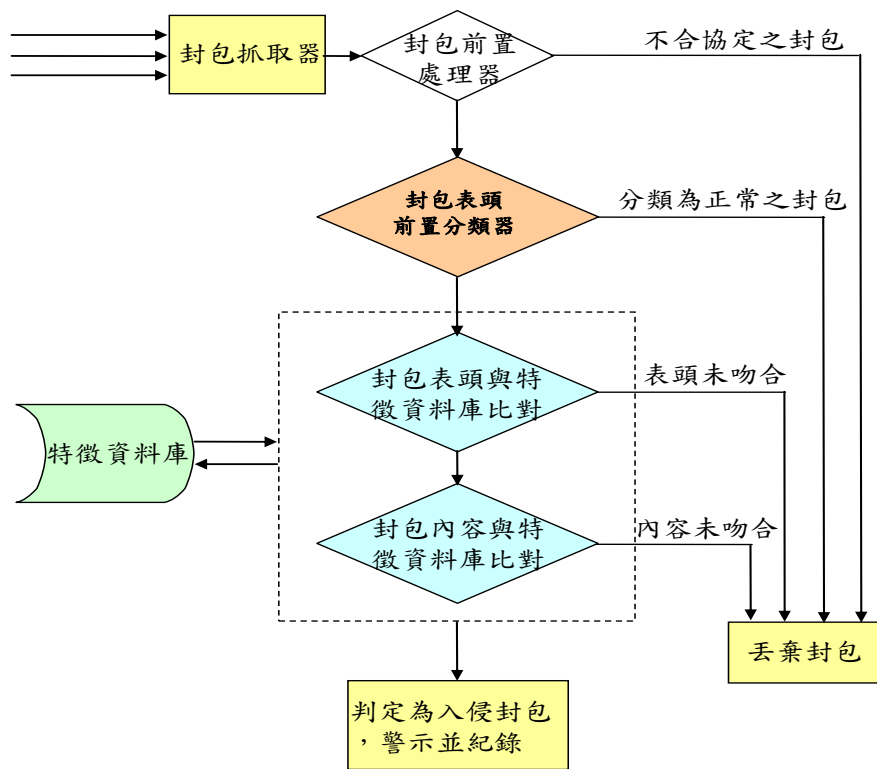 封包抓取器
封包前置
處理器
不合協定之封包
封包表頭
前置分類器
分類為正常之封包
封包表頭與特
徵資料庫比對
表頭未吻合
特徵資料庫
封包內容與特
徵資料庫比對
內容未吻合
丟棄封包
判定為入侵封包
，警示並紀錄